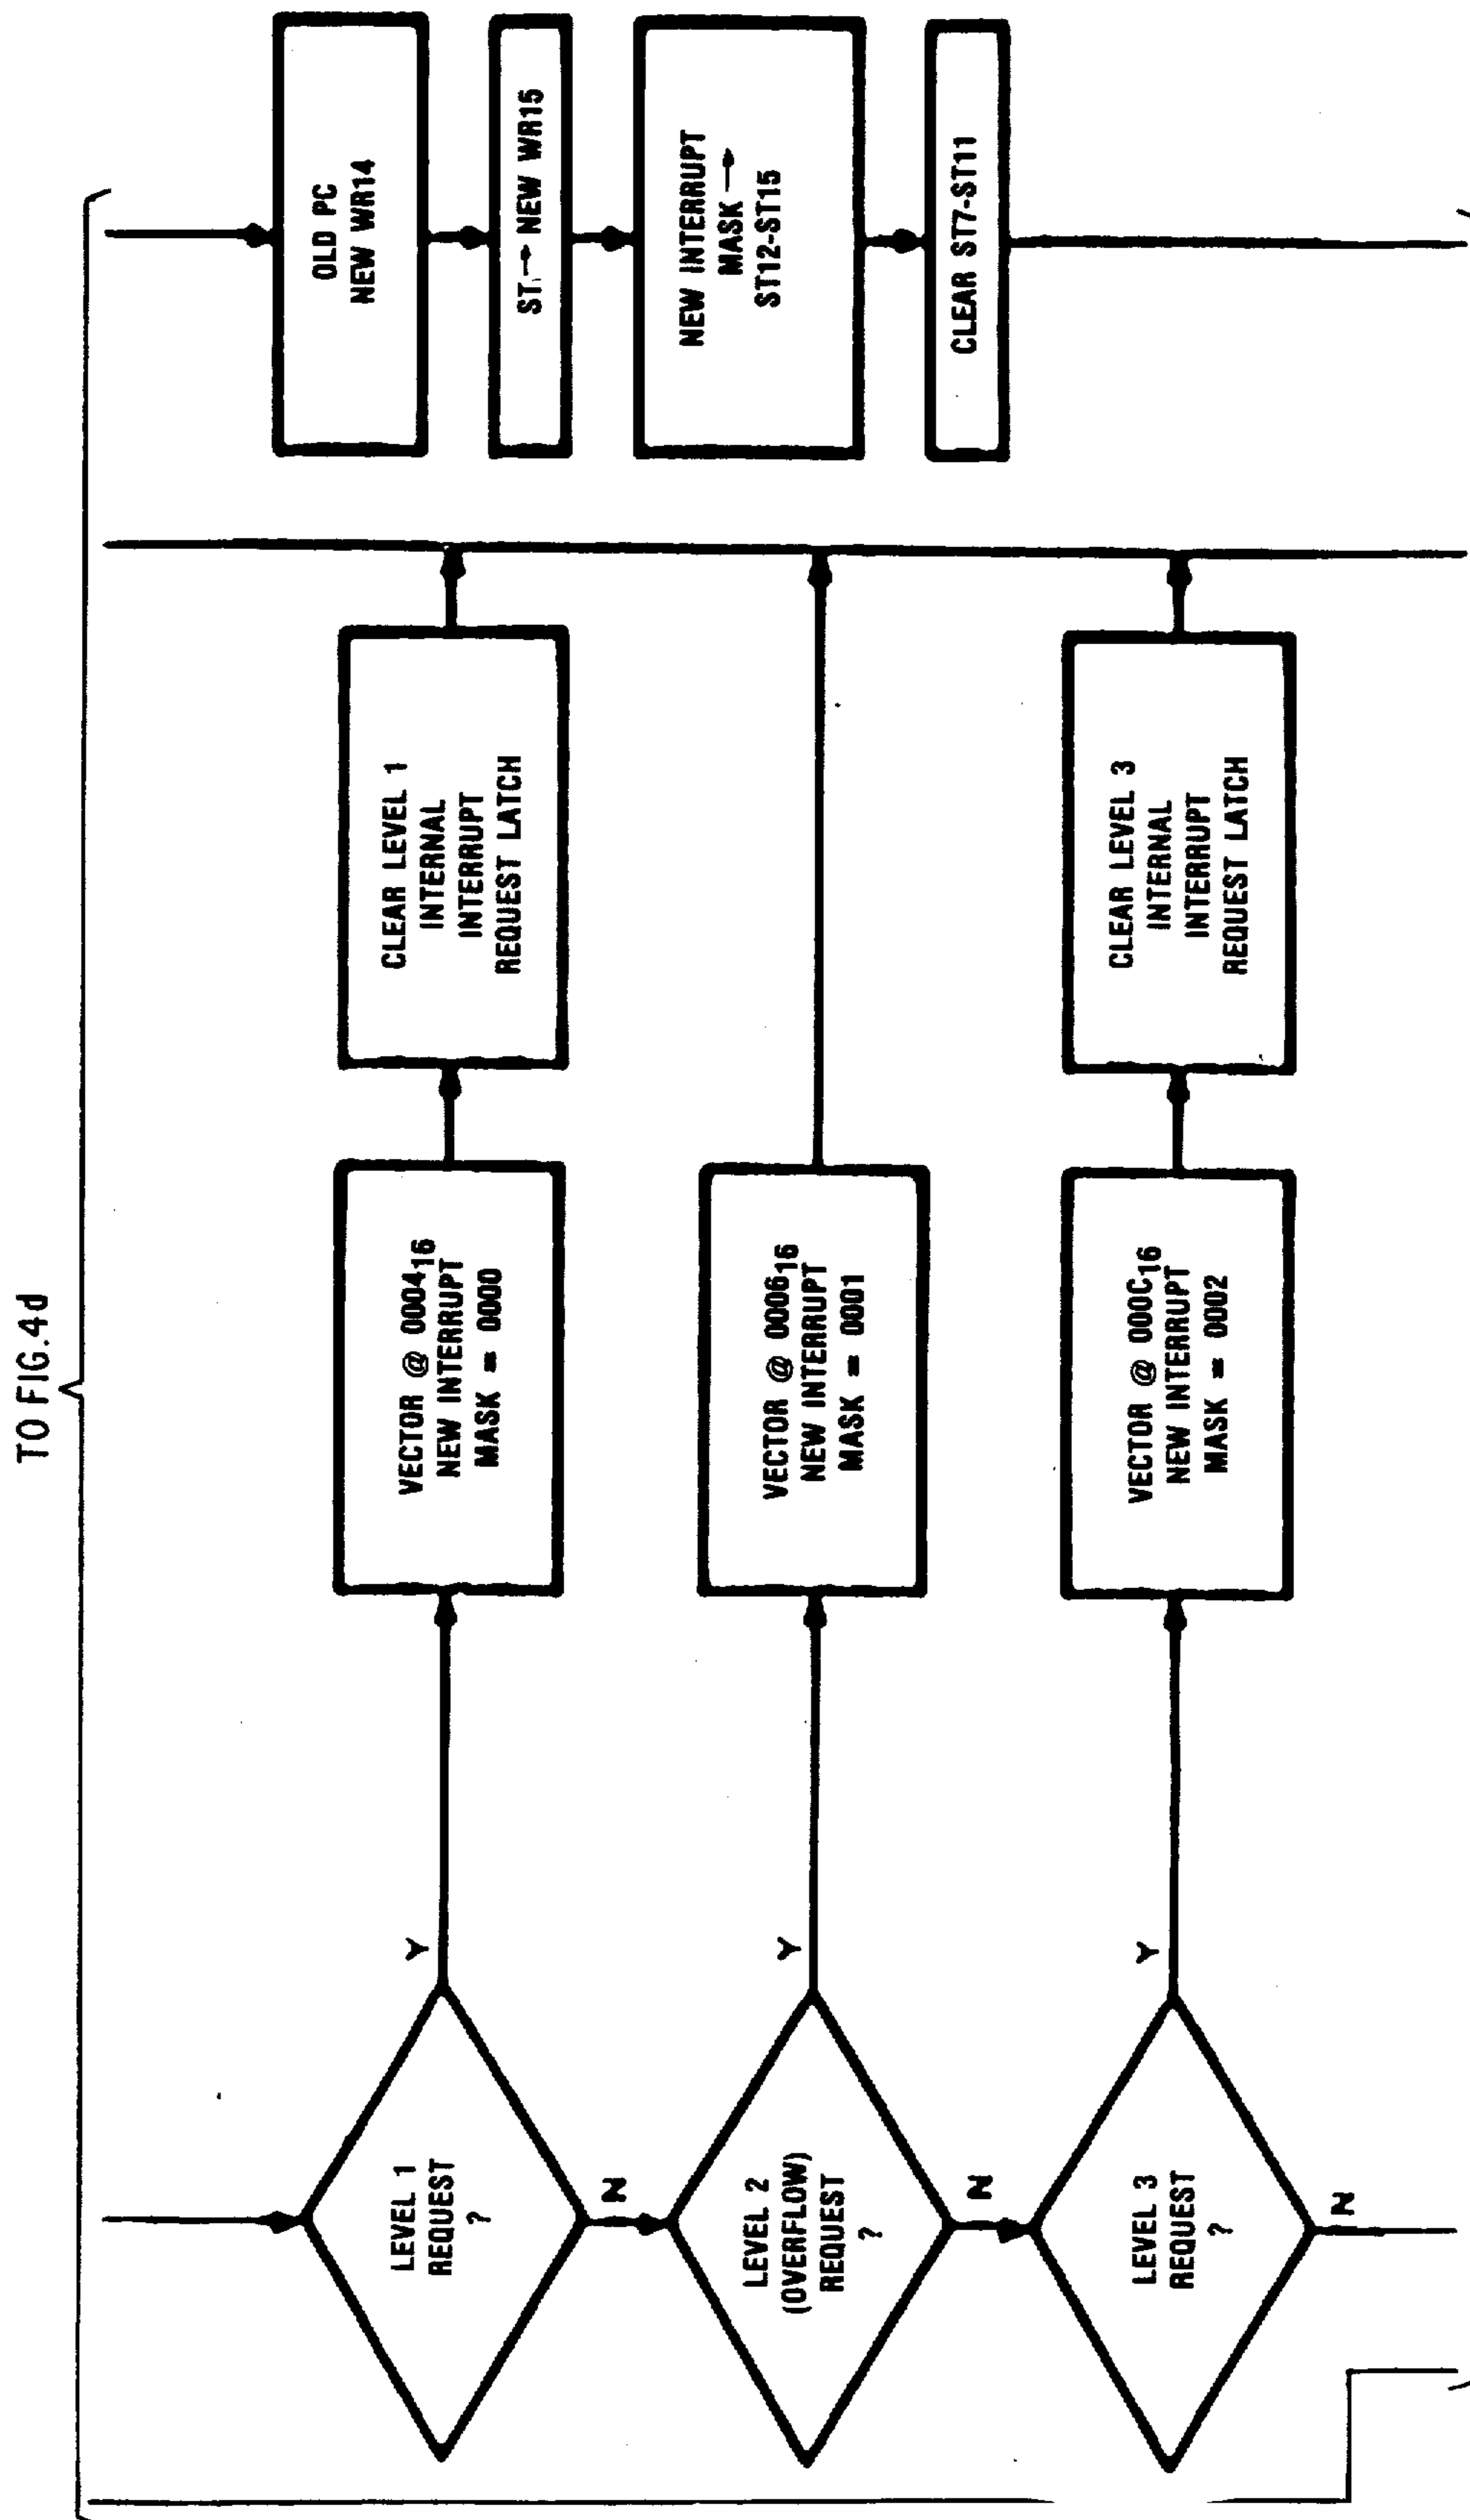 TO FIG.4d
LEVEL 1
REQUEST
?
Y
N
VECTOR @ 0004₁₆
NEW INTERRUPT
MASK = 0000
CLEAR LEVEL 1
INTERNAL
INTERRUPT
REQUEST LATCH
LEVEL 2
(OVERFLOW)
REQUEST
?
Y
N
VECTOR @ 0006₁₆
NEW INTERRUPT
MASK = 0001
LEVEL 3
REQUEST
?
Y
N
VECTOR @ 000C₁₆
NEW INTERRUPT
MASK = 0002
CLEAR LEVEL 3
INTERNAL
INTERRUPT
REQUEST LATCH
OLD PC
NEW WR14
ST→ NEW WR15
NEW INTERRUPT
MASK →
ST12-ST15
CLEAR ST7-ST11